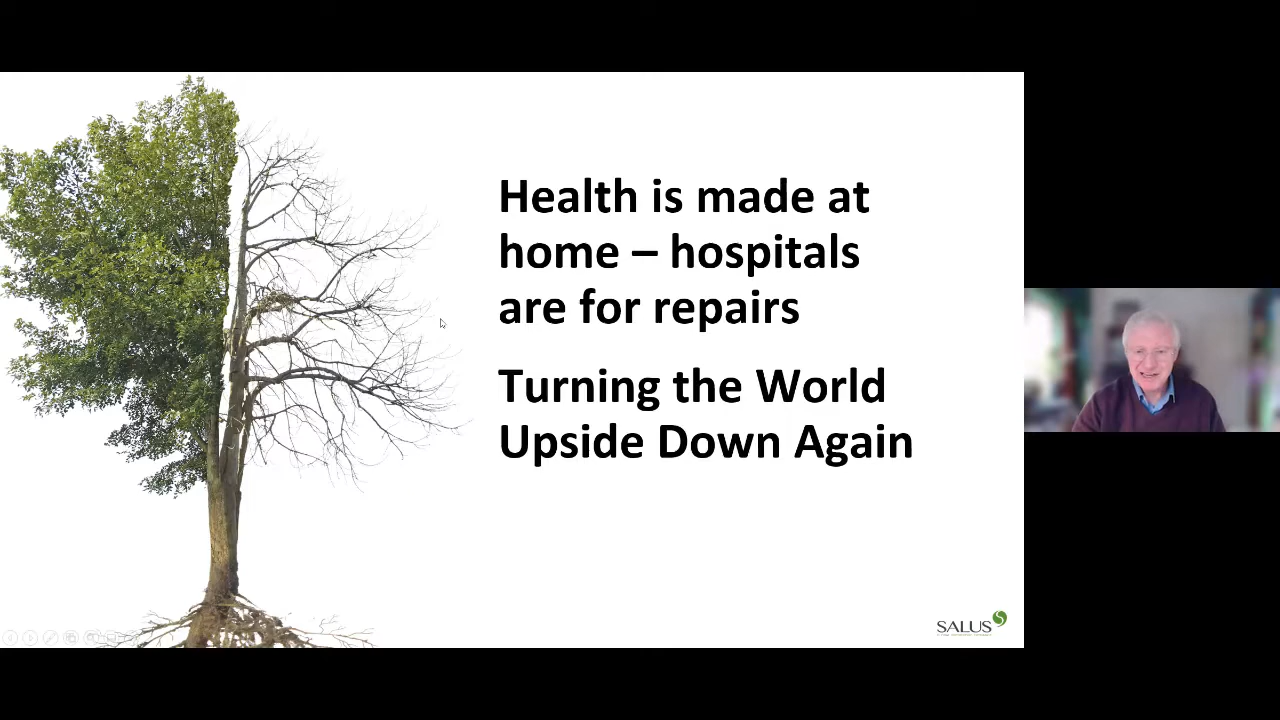 Health is made at
home – hospitals
are for repairs
Turning the World
Upside Down Again
SALUS